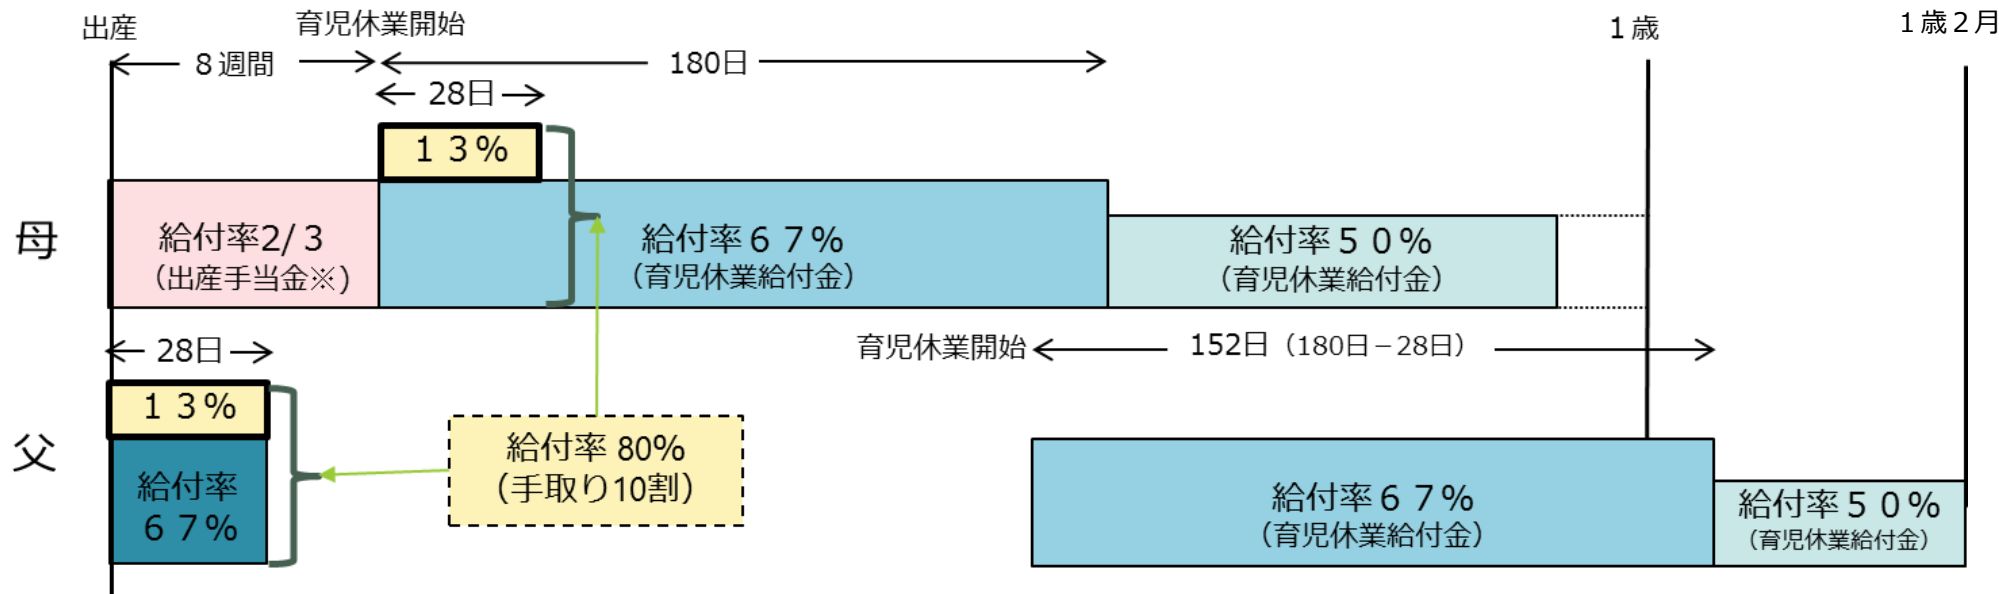 出産
育児休業開始
1歳
1歳2月
8週間
180日
28日
13%
母
給付率2/3
（出産手当金※）
給付率67%
（育児休業給付金）
給付率50%
（育児休業給付金）
28日
育児休業開始
152日（180日－28日）
13%
父
給付率
67%
給付率 80%
（手取り10割）
給付率67%
（育児休業給付金）
給付率50%
（育児休業給付金）